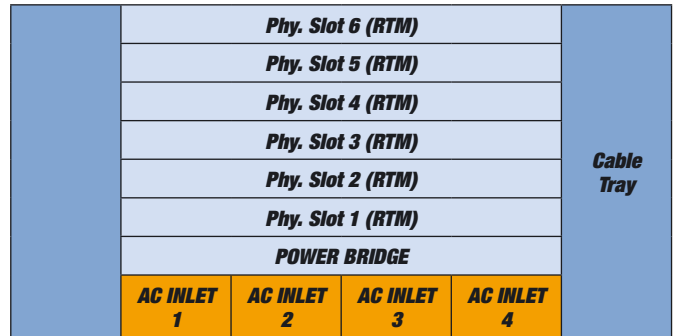 Phy. Slot 6 (RTM)
Phy. Slot 5 (RTM)
Phy. Slot 4 (RTM)
Phy. Slot 3 (RTM)
Phy. Slot 2 (RTM)
Phy. Slot 1 (RTM)
Cable
Tray
POWER BRIDGE
AC INLET
1
AC INLET
2
AC INLET
3
AC INLET
4